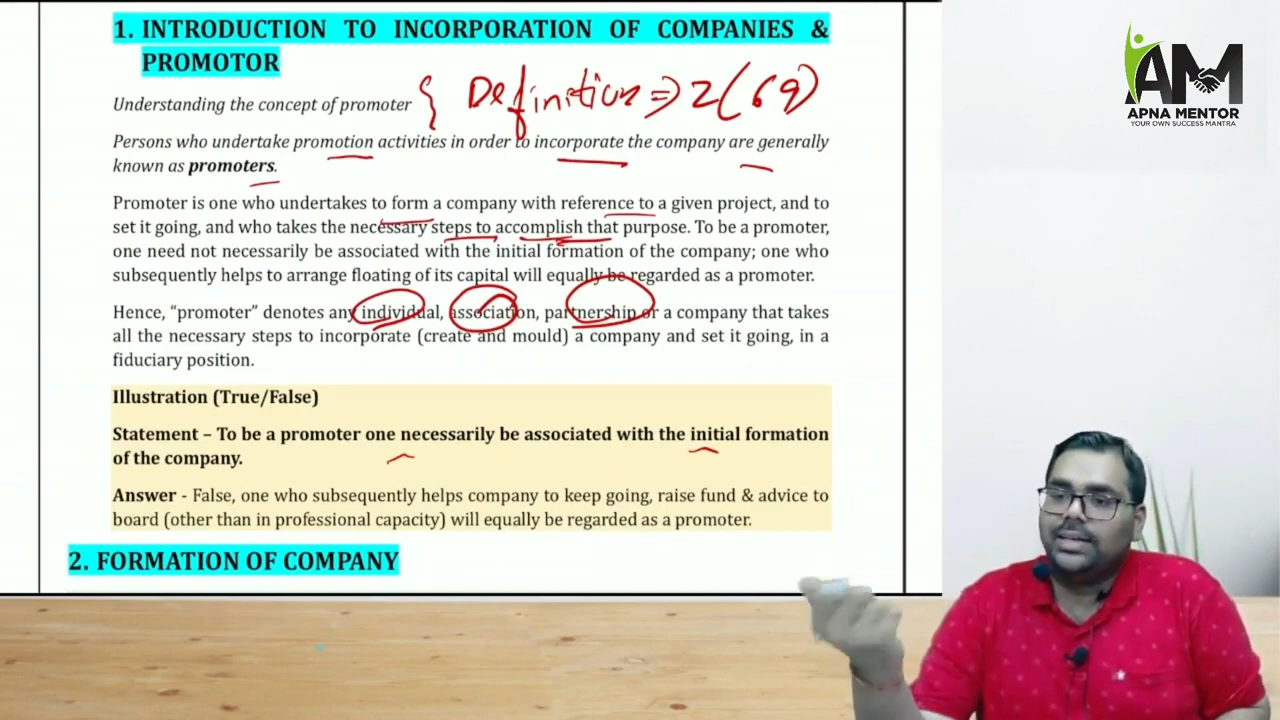 1. INTRODUCTION TO INCORPORATION OF COMPANIES &
PROMOTOR
Understanding the concept of promoter { Definition => 2(69)
Persons who undertake promotion activities in order to incorporate the company are generally
known as promoters.
Promoter is one who undertakes to form a company with reference to a given project, and to
set it going, and who takes the necessary steps to accomplish that purpose. To be a promoter,
one need not necessarily be associated with the initial formation of the company; one who
subsequently helps to arrange floating of its capital will equally be regarded as a promoter.
Hence, “promoter” denotes any individual, association, partnership or a company that takes
all the necessary steps to incorporate (create and mould) a company and set it going, in a
fiduciary position.
Illustration (True/False)
Statement – To be a promoter one necessarily be associated with the initial formation
of the company.
Answer - False, one who subsequently helps company to keep going, raise fund & advice to
board (other than in professional capacity) will equally be regarded as a promoter.
2. FORMATION OF COMPANY
AM
APNA MENTOR
YOUR OWN SUCCESS MANTRA